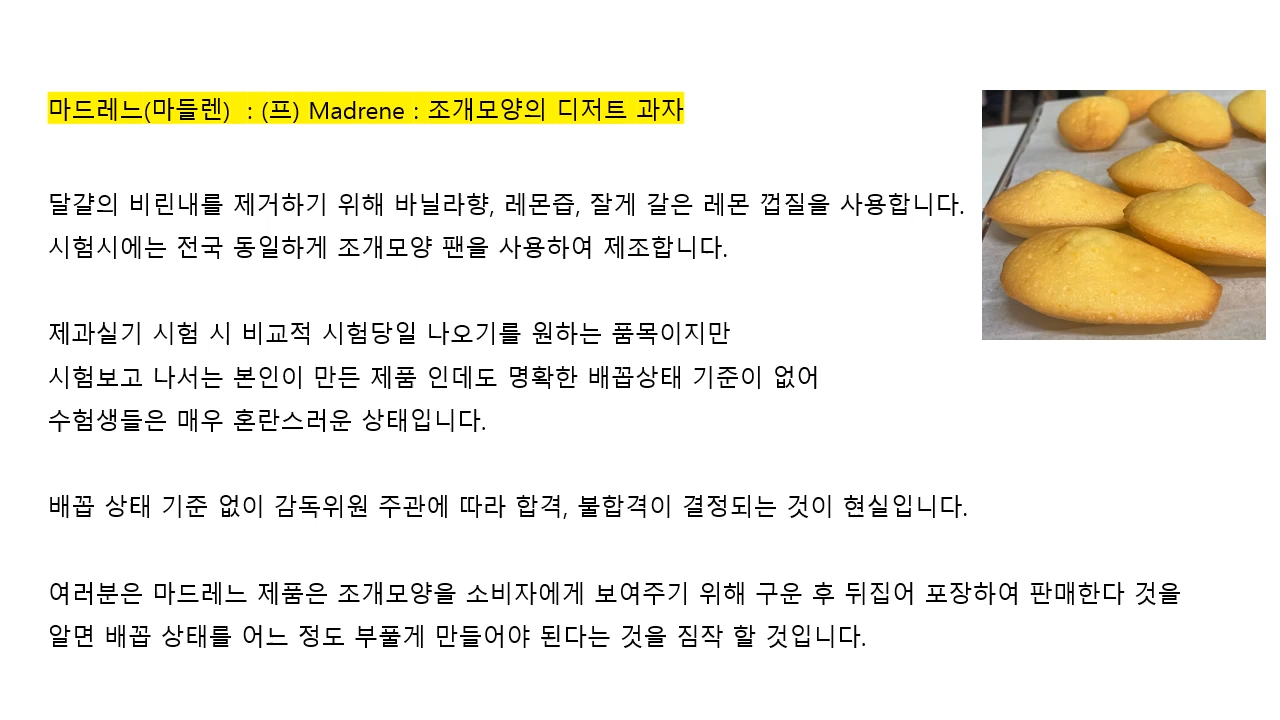 마드레느(마들렌)  : (프) Madrene : 조개모양의 디저트 과자
달걀의 비린내를 제거하기 위해 바닐라향, 레몬즙, 잘게 갈은 레몬 껍질을 사용합니다.
시험시에는 전국 동일하게 조개모양 팬을 사용하여 제조합니다.
제과실기 시험 시 비교적 시험당일 나오기를 원하는 품목이지만
시험보고 나서는 본인이 만든 제품 인데도 명확한 배꼽상태 기준이 없어
수험생들은 매우 혼란스러운 상태입니다.
배꼽 상태 기준 없이 감독위원 주관에 따라 합격, 불합격이 결정되는 것이 현실입니다.
여러분은 마드레느 제품은 조개모양을 소비자에게 보여주기 위해 구운 후 뒤집어 포장하여 판매한다 것을
알면 배꼽 상태를 어느 정도 부풀게 만들어야 된다는 것을 짐작 할 것입니다.